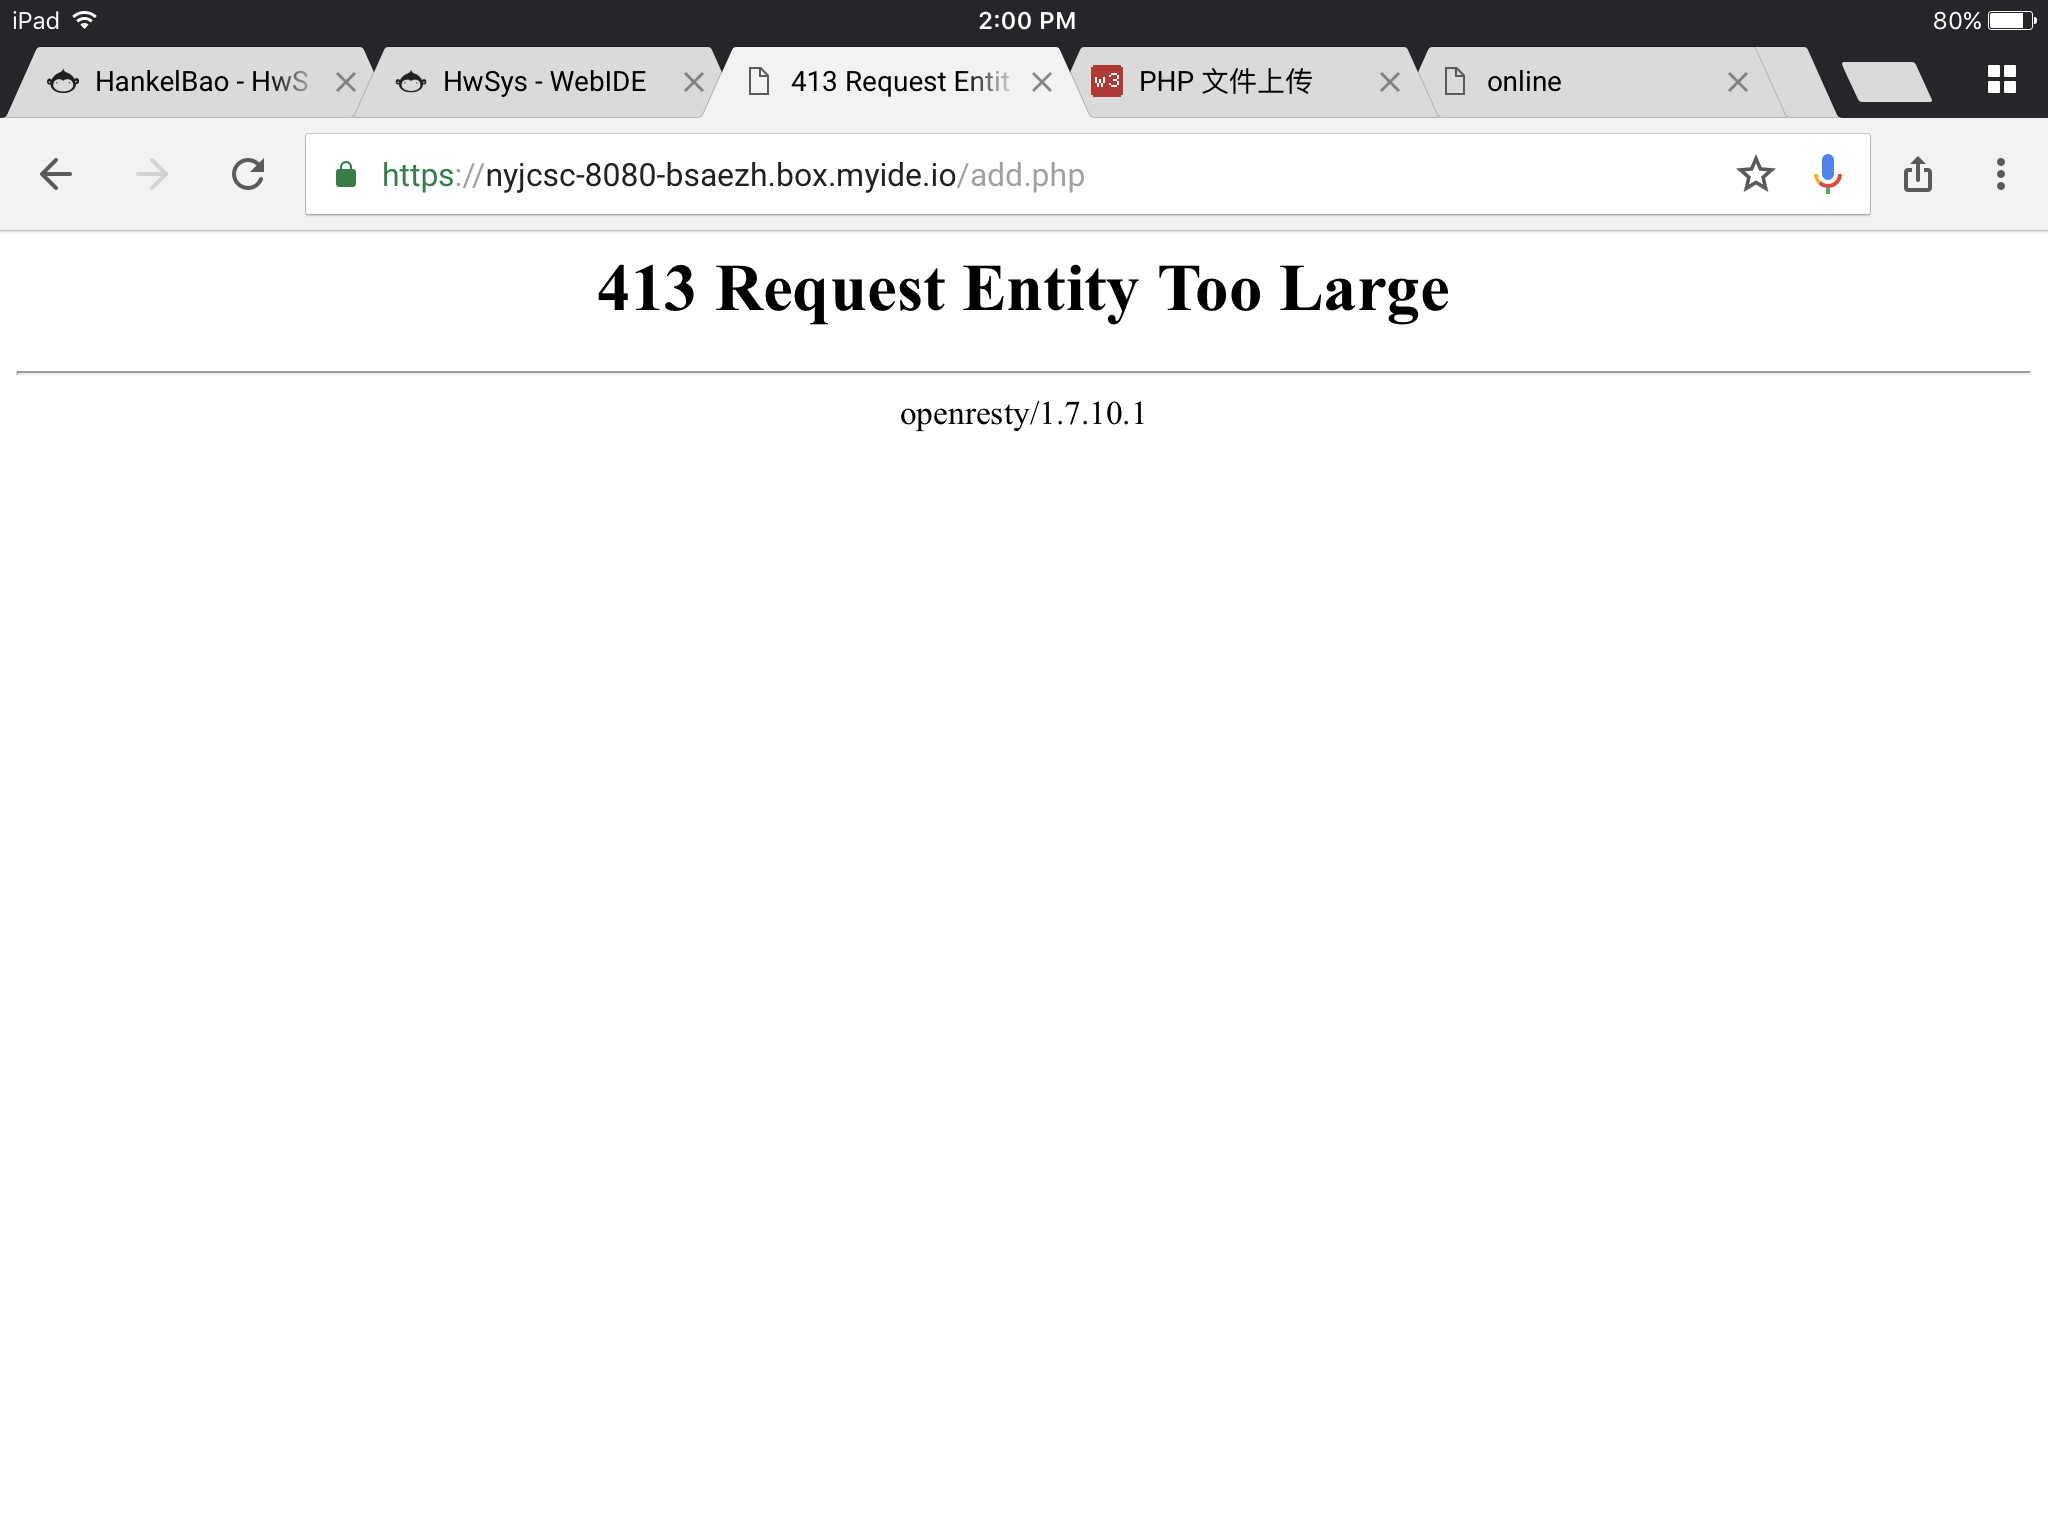 iPad 2:00 PM 80%
HankelBao - HwS HwSys - WebIDE 413 Request Entit PHP 文件上传 online
https://nyjcsc-8080-bsaezh.box.myide.io/add.php
413 Request Entity Too Large
openresty/1.7.10.1